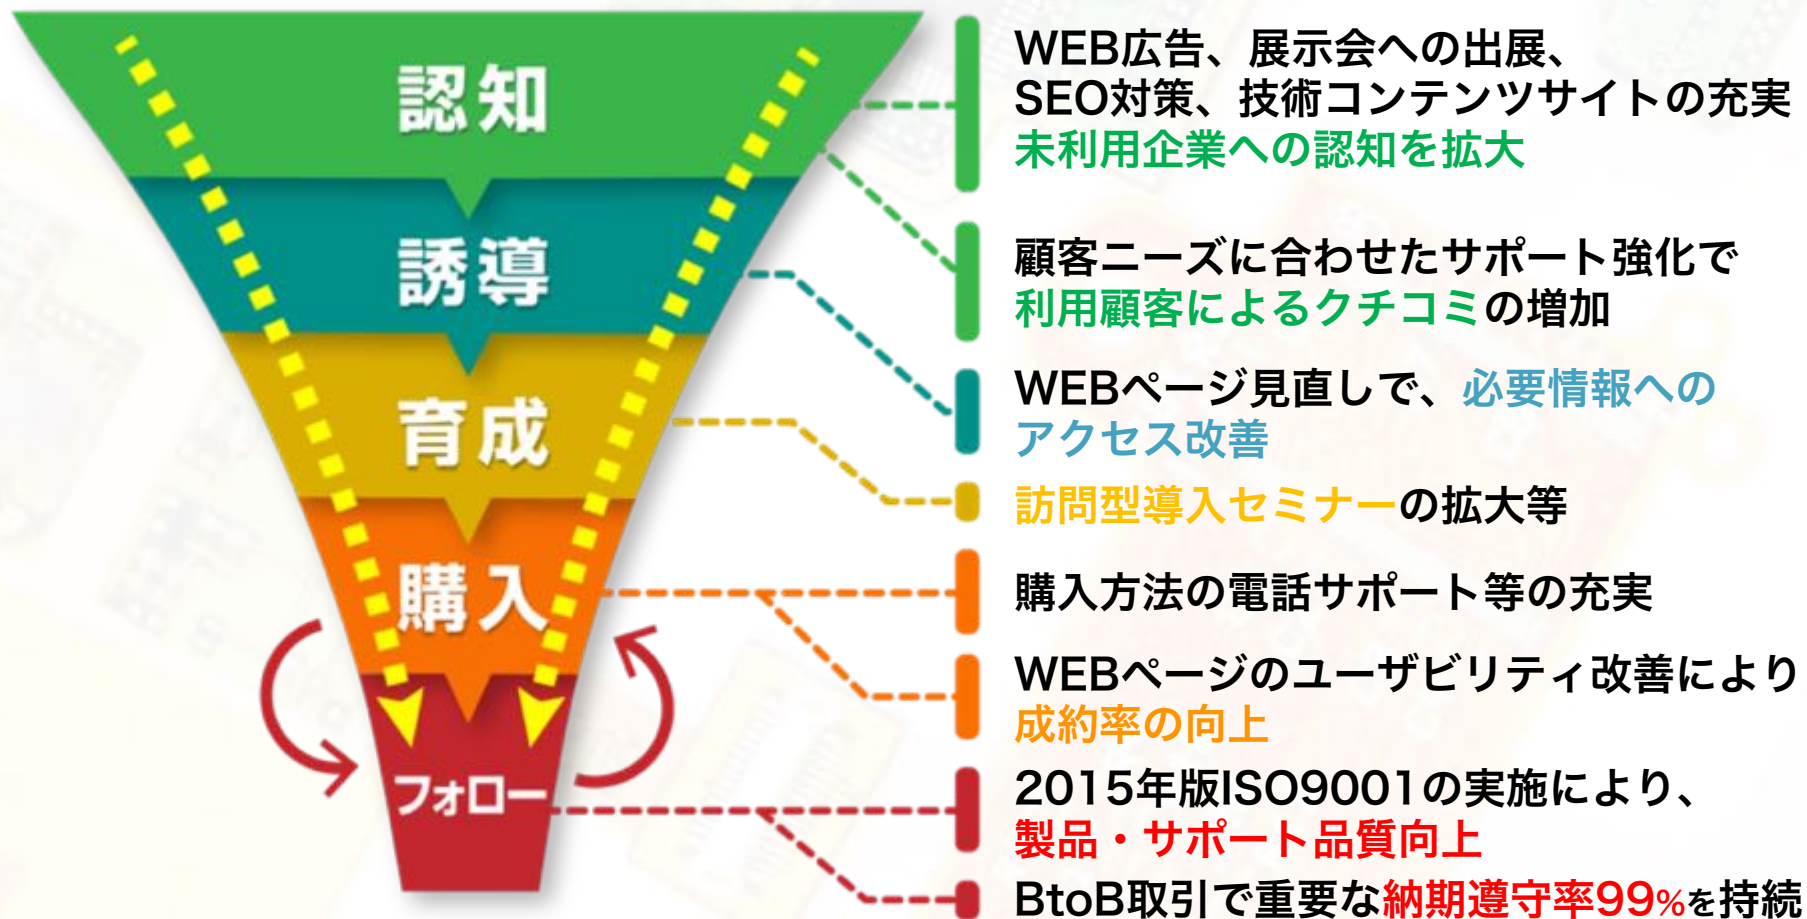 認知
誘導
育成
購入
フォロー
WEB広告、展示会への出展、
SEO対策、技術コンテンツサイトの充実
未利用企業への認知を拡大
顧客ニーズに合わせたサポート強化で
利用顧客によるクチコミの増加
WEBページ見直しで、必要情報への
アクセス改善
訪問型導入セミナーの拡大等
購入方法の電話サポート等の充実
WEBページのユーザビリティ改善により
成約率の向上
2015年版ISO9001の実施により、
製品・サポート品質向上
BtoB取引で重要な納期遵守率99%を持続